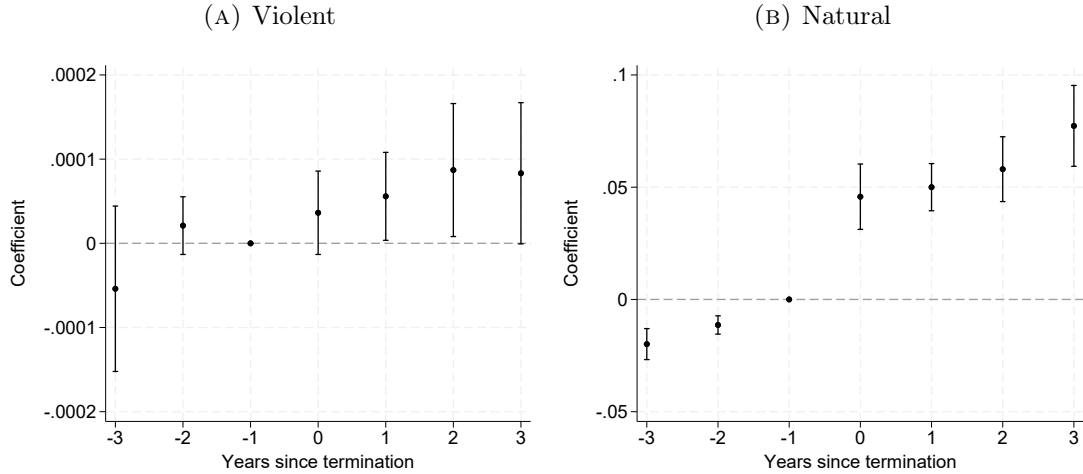 (A) Violent
.0002
.0001
0
-.0001
-.0002
Coefficient
-3 -2 -1 0 1 2 3
Years since termination
(B) Natural
.1
.05
0
-.05
Coefficient
-3 -2 -1 0 1 2 3
Years since termination